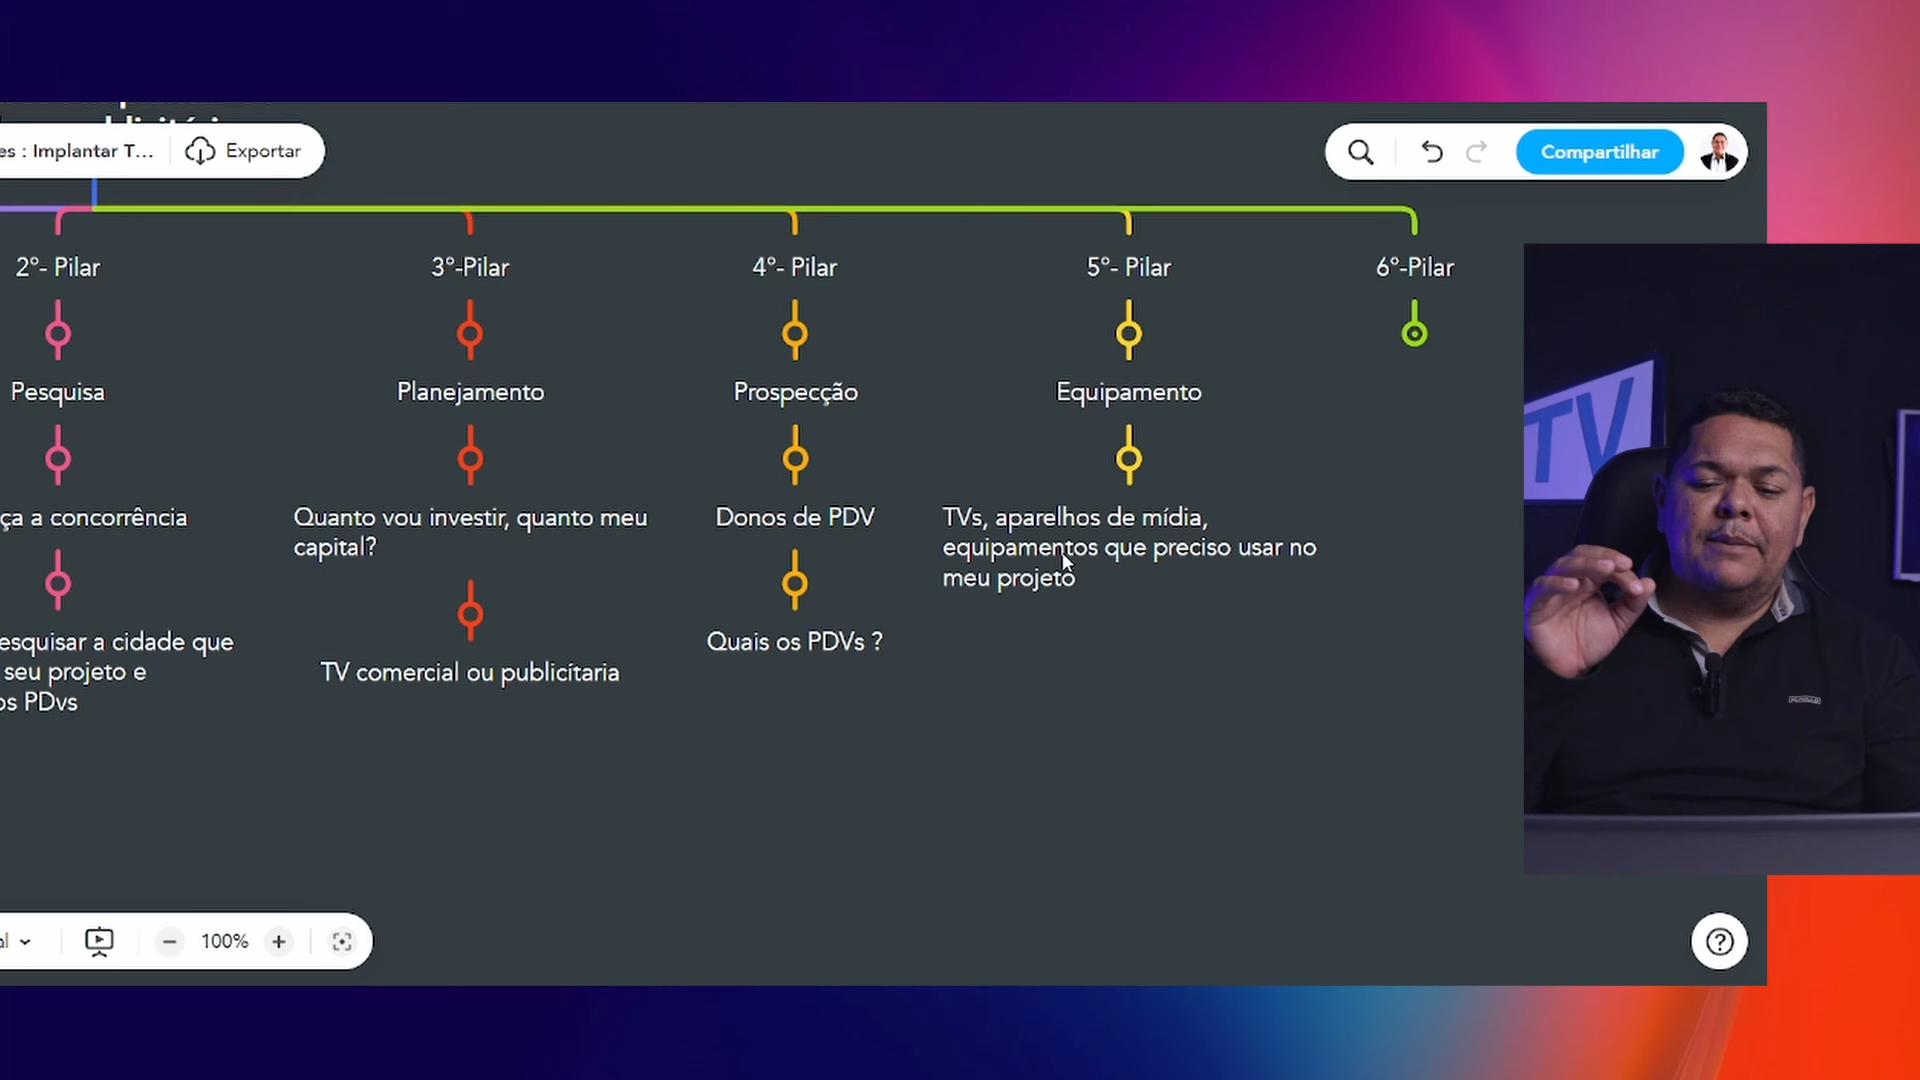 es : Implantar T...
Exportar
Compartilhar
2°- Pilar
3°-Pilar
4°- Pilar
5°- Pilar
6°-Pilar
Pesquisa
Planejamento
Prospecção
Equipamento
ça a concorrência
Quanto vou investir, quanto meu
capital?
Donos de PDV
TVs, aparelhos de mídia,
equipamentos que preciso usar no
meu projeto
esquisar a cidade que
seu projeto e
os PDvs
TV comercial ou publicítaria
Quais os PDVs ?
100%
TV